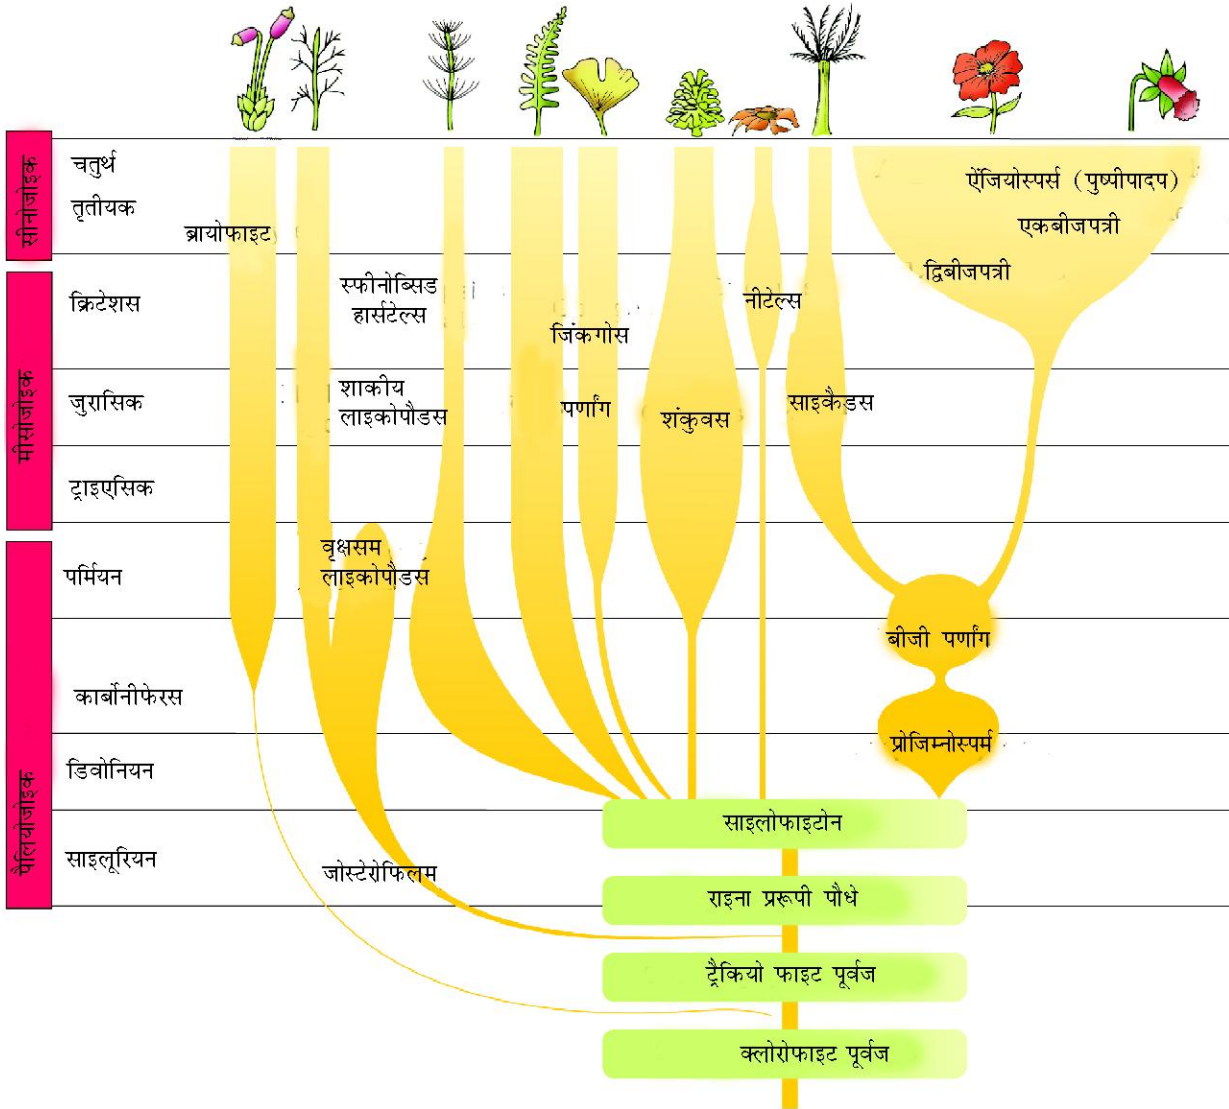 सीनोजोइक
चतुर्थ
तृतीयक
ब्रायोफाइट
ऐंजियोस्पर्स (पुष्पीपादप)
एकबीजपत्री
द्विबीजपत्री
मीसोजोइक
क्रिटेशस
स्फीनोब्सिड
हार्सटेल्स
जिंकगोस
नीटेल्स
जुरासिक
शाकीय
लाइकोपौडस
पर्णांग
शंकुवस
साइकैडस
ट्राइएसिक
पैलियोजोइक
पर्मियन
वृक्षसम
लाइकोपौडस
बीजी पर्णांग
कार्बोनीफेरस
प्रोजिम्नोस्पर्म
डिवोनियन
साइलोफाइटोन
साइलूरियन
जोस्टेरोफिलम
राइना प्ररूपी पौधे
ट्रैकियो फाइट पूर्वज
क्लोरोफाइट पूर्वज